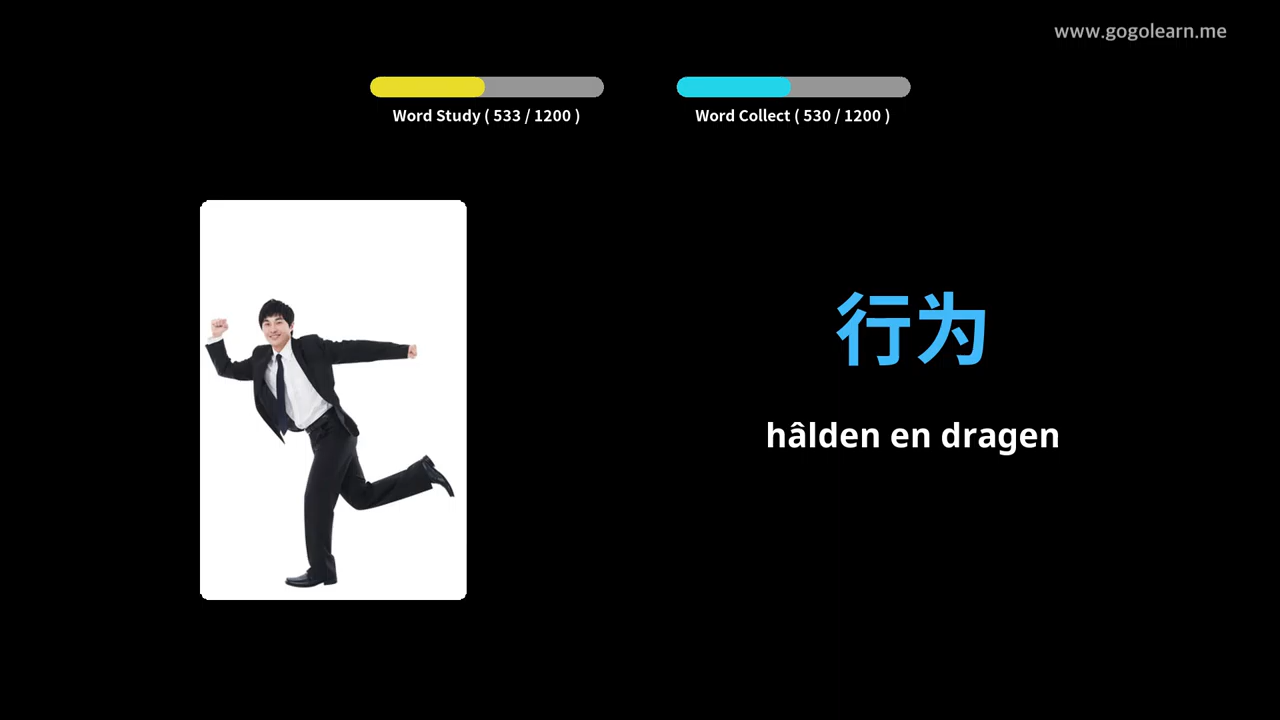 www.gogolearn.me
Word Study ( 533 / 1200 )
Word Collect ( 530 / 1200 )
行为
hâlden en dragen